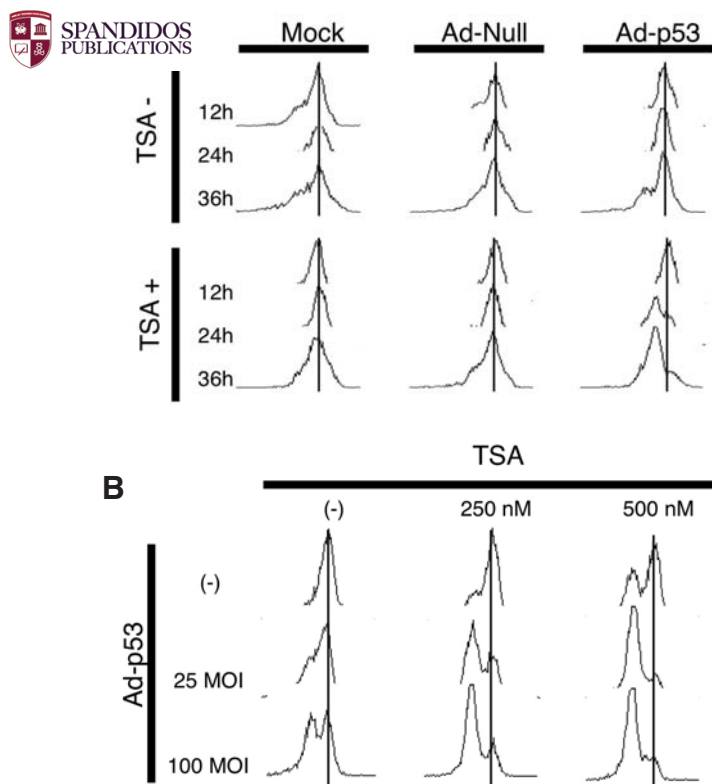 SPANDIDOS
PUBLICATIONS
Mock Ad-Null Ad-p53
TSA -
12h
24h
36h
TSA +
12h
24h
36h
B
TSA
(-) 250 nM 500 nM
Ad-p53
(-)
25 MOI
100 MOI